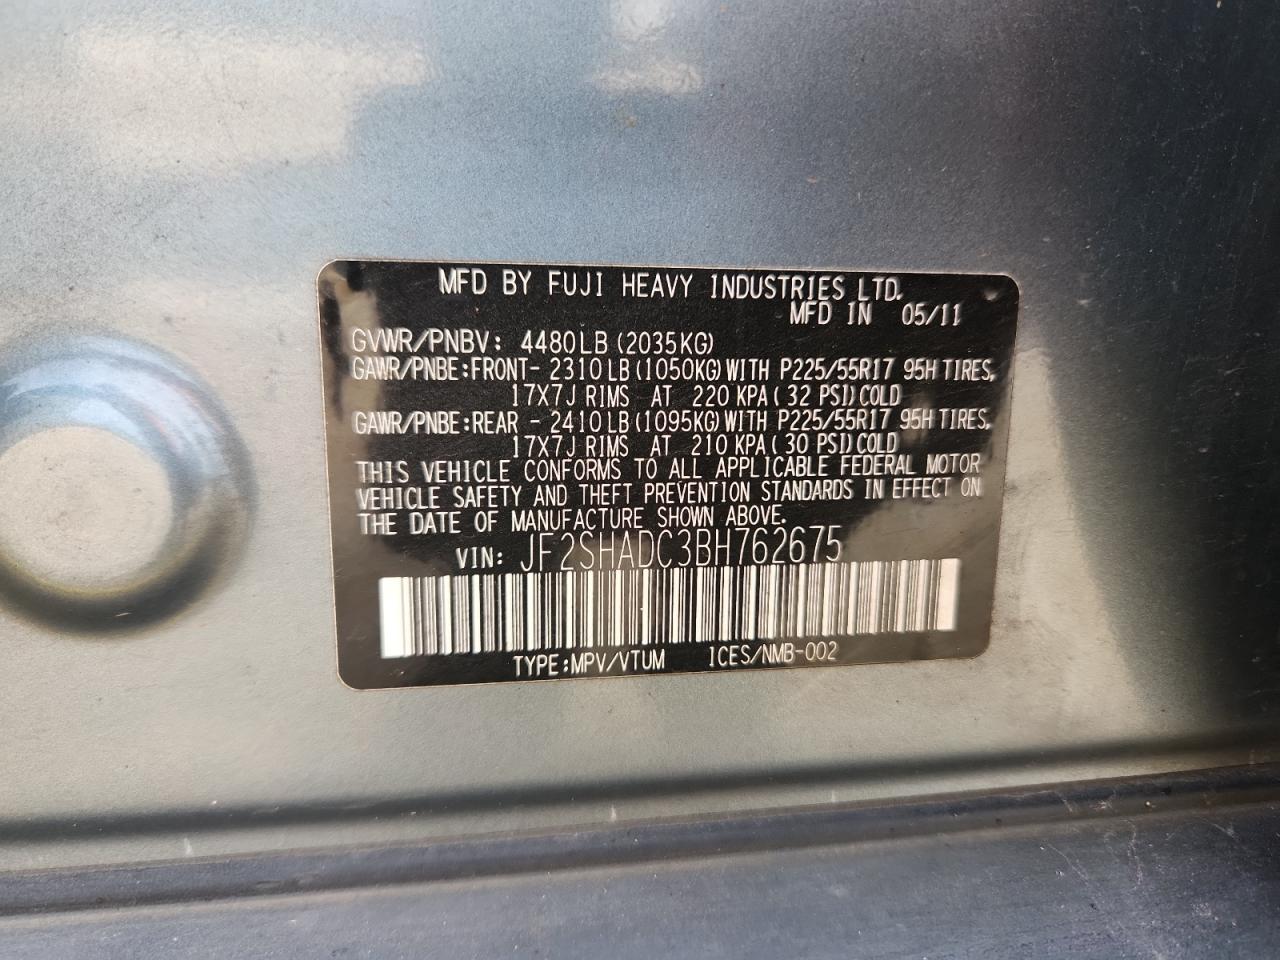 MFD BY FUJI HEAVY INDUSTRIES LTD.
MFD IN 05/11
GVWR/PNBV: 4480LB (2035KG)
GAWR/PNBE:FRONT- 2310LB (1050KG) WITH P225/55R17 95H TIRES,
17X7J RIMS AT 220 KPA ( 32 PSI) COLD
GAWR/PNBE:REAR - 2410LB (1095KG) WITH P225/55R17 95H TIRES,
17X7J RIMS AT 210 KPA ( 30 PSI) COLD
THIS VEHICLE CONFORMS TO ALL APPLICABLE FEDERAL MOTOR
VEHICLE SAFETY AND THEFT PREVENTION STANDARDS IN EFFECT ON
THE DATE OF MANUFACTURE SHOWN ABOVE.
VIN: JF2SHADC3BH762675
TYPE:MPV/VTUM ICES/NMB-002